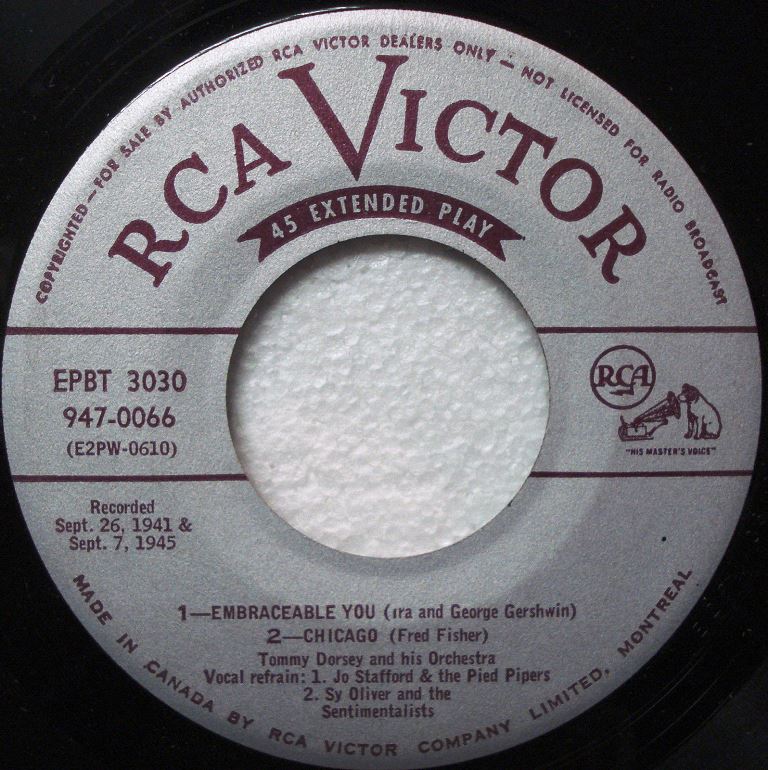 COPYRIGHTED—FOR SALE BY AUTHORIZED RCA VICTOR DEALERS ONLY — NOT LICENSED FOR RADIO BROADCAST
RCA VICTOR
45 EXTENDED PLAY
EPBT 3030
947-0066
(E2PW-0610)
RCA
"HIS MASTER'S VOICE"
Recorded
Sept. 26, 1941 &
Sept. 7, 1945
1—EMBRACEABLE YOU (Ira and George Gershwin)
2—CHICAGO (Fred Fisher)
Tommy Dorsey and his Orchestra
Vocal refrain: 1. Jo Stafford & the Pied Pipers
2. Sy Oliver and the
Sentimentalists
MADE IN CANADA BY RCA VICTOR COMPANY LIMITED, MONTREAL